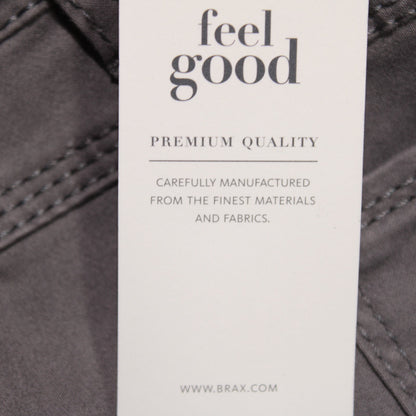 feel
good
PREMIUM QUALITY
CAREFULLY MANUFACTURED
FROM THE FINEST MATERIALS
AND FABRICS.
WWW.BRAX.COM